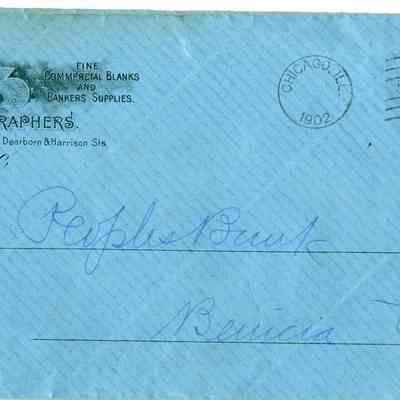 FINE
COMMERCIAL BLANKS
AND
BANKERS SUPPLIES.
RAPHERS.
Dearborn & Harrison Sts.
CHICAGO, ILL.
1902
Peoples Bank
Benicia